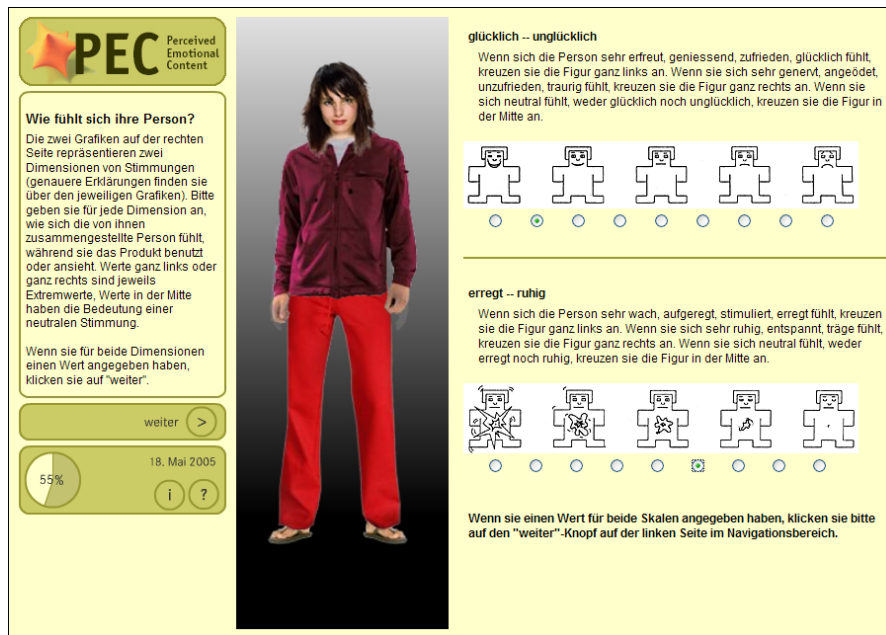 PEC
Perceived
Emotional
Content
Wie fühlt sich ihre Person?
Die zwei Grafiken auf der rechten
Seite repräsentieren zwei
Dimensionen von Stimmungen
(genauere Erklärungen finden sie
über den jeweiligen Grafiken). Bitte
geben sie für jede Dimension an,
wie sich die von ihnen
zusammengestellte Person fühlt,
während sie das Produkt benutzt
oder ansieht. Werte ganz links oder
ganz rechts sind jeweils
Extremwerte, Werte in der Mitte
haben die Bedeutung einer
neutralen Stimmung.
Wenn sie für beide Dimensionen
einen Wert angegeben haben,
klicken sie auf "weiter".
weiter >
55%
18. Mai 2005
i ?
glücklich -- unglücklich
Wenn sich die Person sehr erfreut, geniessend, zufrieden, glücklich fühlt,
kreuzen sie die Figur ganz links an. Wenn sie sich sehr genervt, angeödet,
unzufrieden, traurig fühlt, kreuzen sie die Figur ganz rechts an. Wenn sie
sich neutral fühlt, weder glücklich noch unglücklich, kreuzen sie die Figur in
der Mitte an.
erregt -- ruhig
Wenn sich die Person sehr wach, aufgeregt, stimuliert, erregt fühlt, kreuzen
sie die Figur ganz links an. Wenn sie sich sehr ruhig, entspannt, träge fühlt,
kreuzen sie die Figur ganz rechts an. Wenn sie sich neutral fühlt, weder
erregt noch ruhig, kreuzen sie die Figur in der Mitte an.
Wenn sie einen Wert für beide Skalen angegeben haben, klicken sie bitte
auf den "weiter"-Knopf auf der linken Seite im Navigationsbereich.